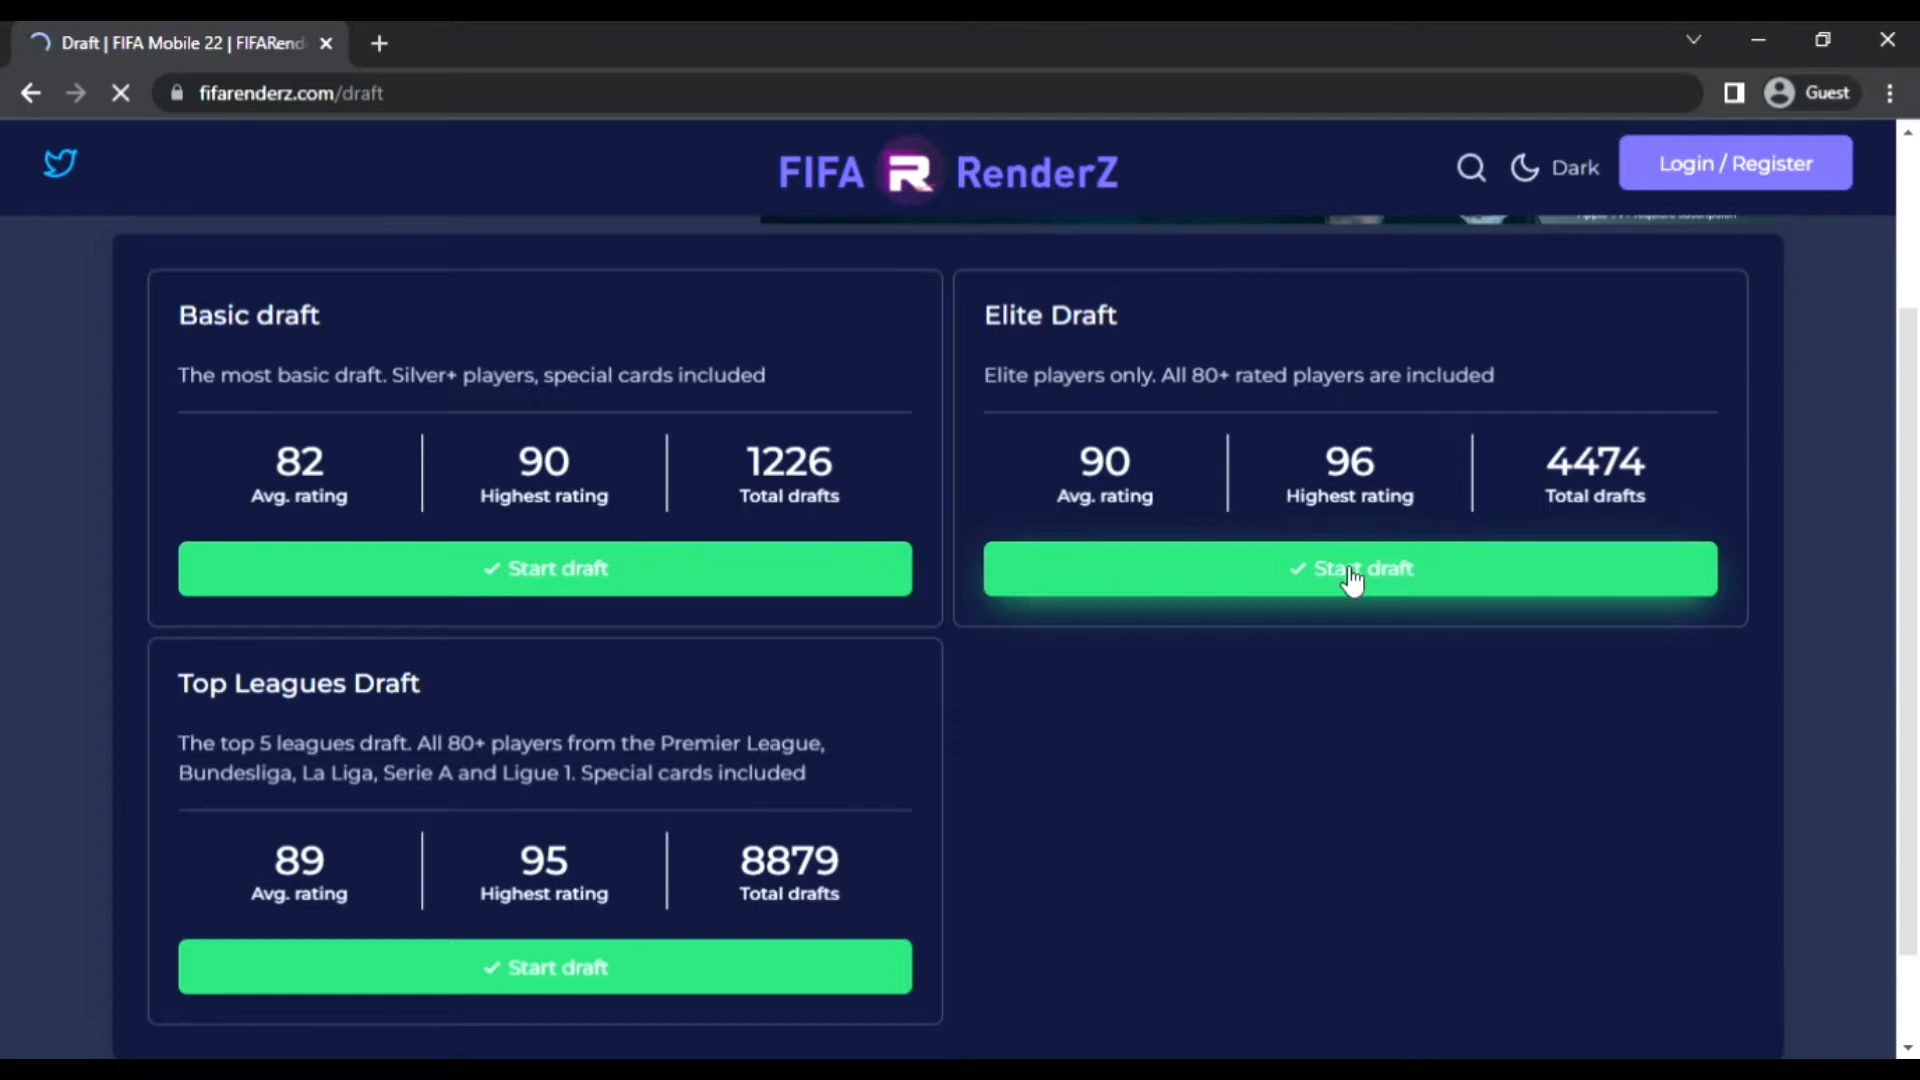 Draft | FIFA Mobile 22 | FIFARend
fifarenderz.com/draft
Guest
FIFA R RenderZ
Dark
Login / Register
Basic draft
The most basic draft. Silver+ players, special cards included
82
Avg. rating
90
Highest rating
1226
Total drafts
✓ Start draft
Elite Draft
Elite players only. All 80+ rated players are included
90
Avg. rating
96
Highest rating
4474
Total drafts
✓ Start draft
Top Leagues Draft
The top 5 leagues draft. All 80+ players from the Premier League,
Bundesliga, La Liga, Serie A and Ligue 1. Special cards included
89
Avg. rating
95
Highest rating
8879
Total drafts
✓ Start draft